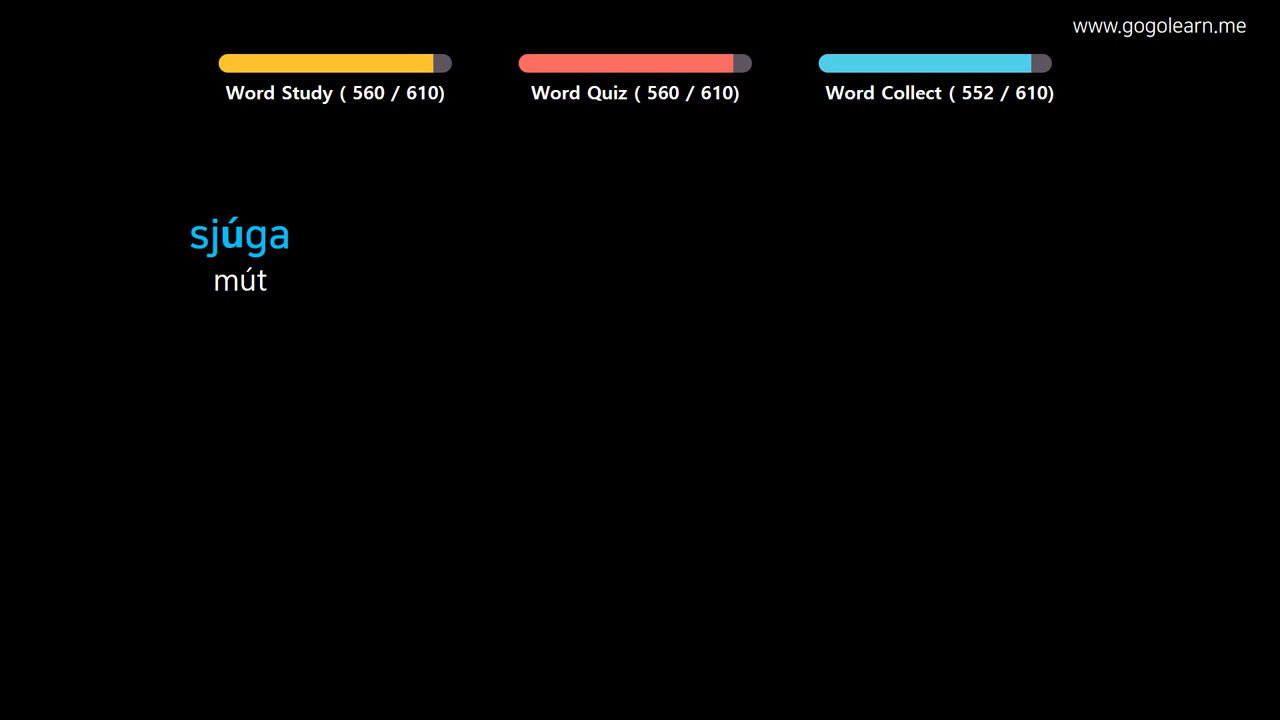 www.gogolearn.me
Word Study ( 560 / 610)
Word Quiz ( 560 / 610)
Word Collect ( 552 / 610)
sjúga
mút